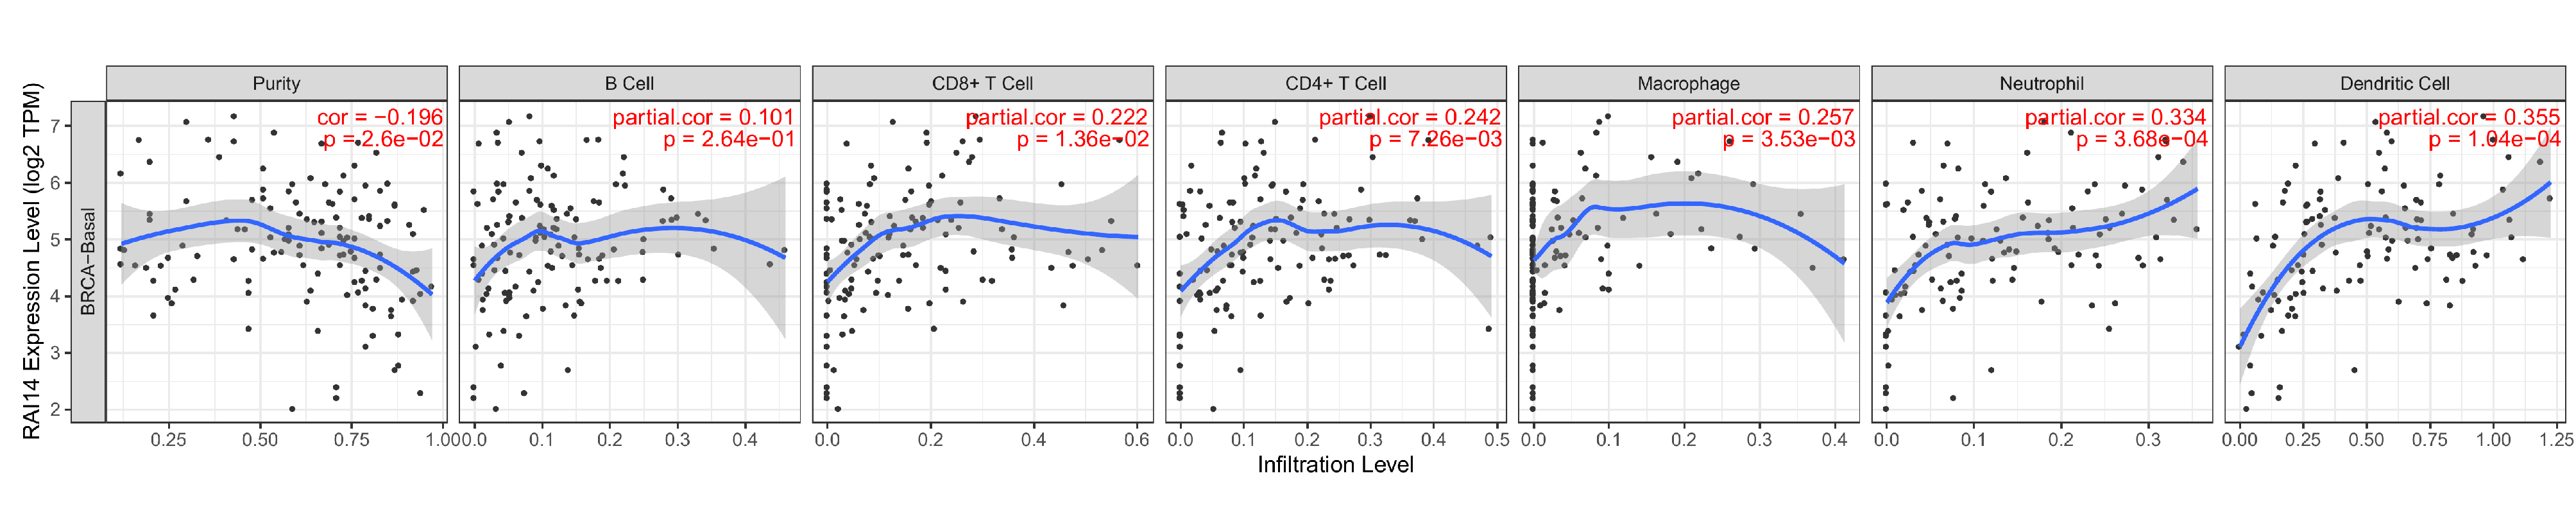 Purity
B Cell
CD8+ T Cell
CD4+ T Cell
Macrophage
Neutrophil
Dendritic Cell
RAI14 Expression Level (log2 TPM)
BRCA−Basal
7
6
5
4
3
2
cor = −0.196
p = 2.6e−02
partial.cor = 0.101
p = 2.64e−01
partial.cor = 0.222
p = 1.36e−02
partial.cor = 0.242
p = 7.26e−03
partial.cor = 0.257
p = 3.53e−03
partial.cor = 0.334
p = 3.68e−04
partial.cor = 0.355
p = 1.04e−04
0.25 0.50 0.75 1.00
0.0 0.1 0.2 0.3 0.4
0.0 0.2 0.4 0.6
0.0 0.1 0.2 0.3 0.4 0.5
0.0 0.1 0.2 0.3 0.4
0.0 0.1 0.2 0.3
0.00 0.25 0.50 0.75 1.00 1.25
Infiltration Level